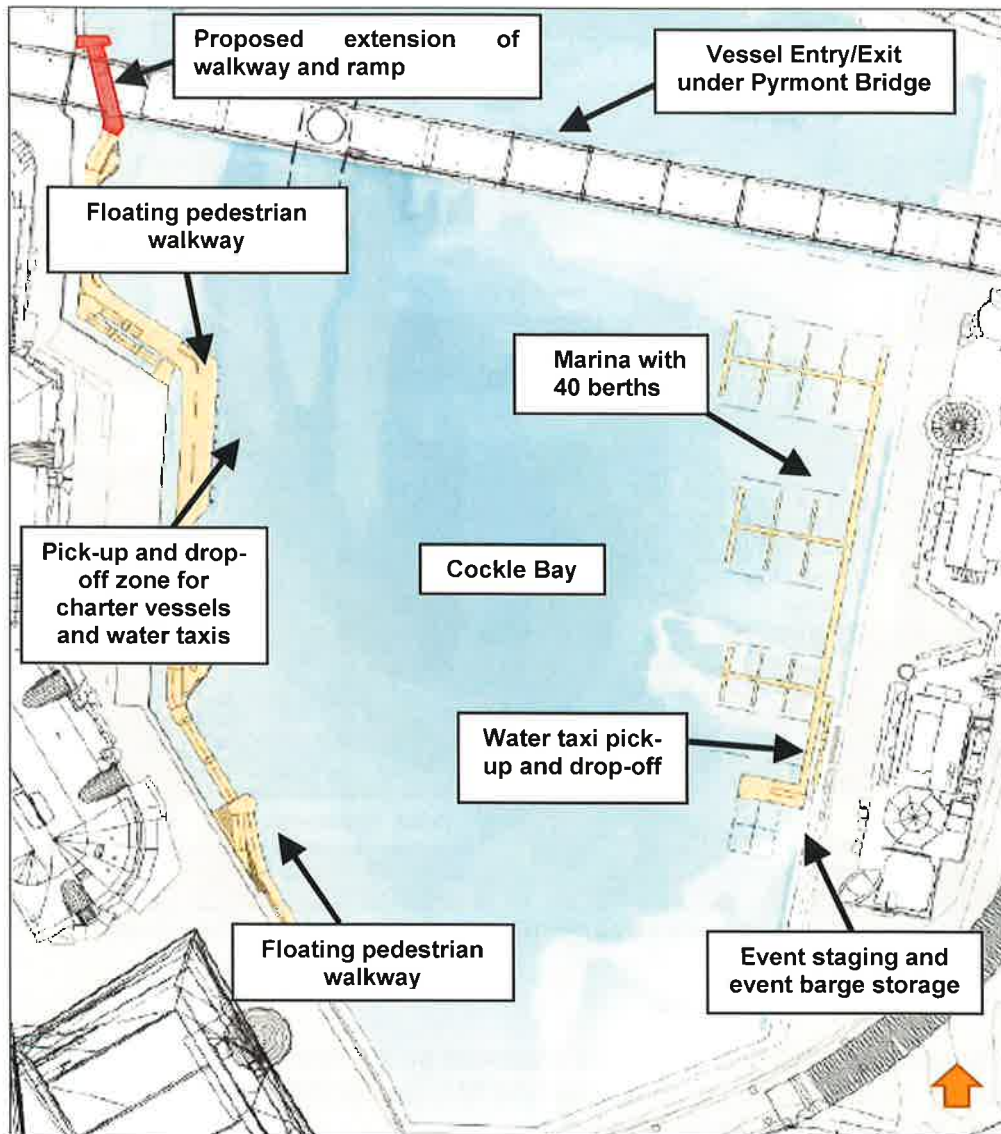 Proposed extension of
walkway and ramp
Vessel Entry/Exit
under Pyrmont Bridge
Floating pedestrian
walkway
Marina with
40 berths
Pick-up and drop-
off zone for
charter vessels
and water taxis
Cockle Bay
Water taxi pick-
up and drop-off
Floating pedestrian
walkway
Event staging and
event barge storage